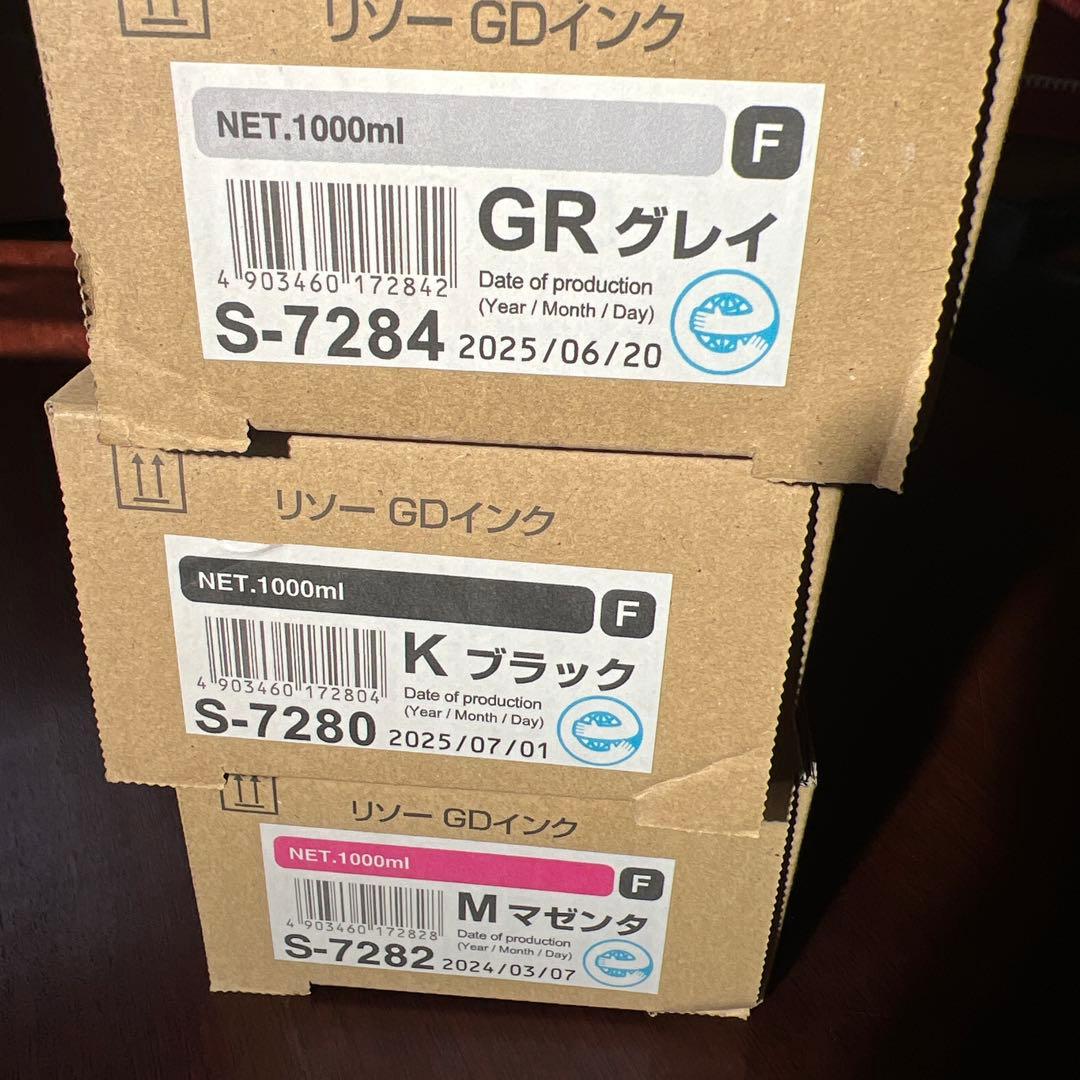 リソー GDインク
NET.1000ml
F
GR グレイ
4 903460 172842
Date of production
(Year / Month / Day)
S-7284 2025/06/20
リソー GDインク
NET.1000ml
F
K ブラック
4 903460 172804
Date of production
(Year / Month / Day)
S-7280 2025/07/01
リソー GDインク
NET.1000ml
F
M マゼンタ
4 903460 172828
Date of production
(Year / Month / Day)
S-7282 2024/03/07